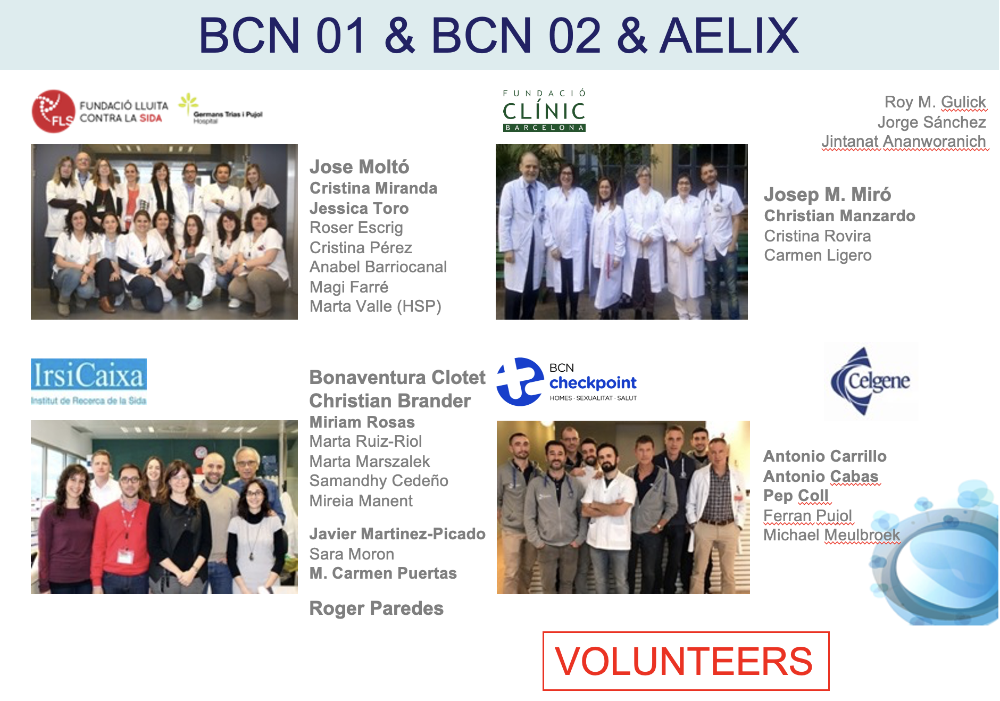 BCN 01 & BCN 02 & AELIX
FLS
FUNDACIÓ LLUITA
CONTRA LA SIDA
Germans Trias i Pujol
Hospital
Jose Moltó
Cristina Miranda
Jessica Toro
Roser Escrig
Cristina Pérez
Anabel Barriocanal
Magi Farré
Marta Valle (HSP)
FUNDACIÓ
CLÍNIC
BARCELONA
Roy M. Gulick
Jorge Sánchez
Jintanat Ananworanich
Josep M. Miró
Christian Manzardo
Cristina Rovira
Carmen Ligero
IrsiCaixa
Institut de Recerca de la Sida
Bonaventura Clotet
Christian Brander
Miriam Rosas
Marta Ruiz-Riol
Marta Marszalek
Samandhy Cedeño
Mireia Manent
Javier Martinez-Picado
Sara Moron
M. Carmen Puertas
Roger Paredes
BCN
checkpoint
HOMES · SEXUALITAT · SALUT
Celgene
Antonio Carrillo
Antonio Cabas
Pep Coll
Ferran Pujol
Michael Meulbroek
VOLUNTEERS